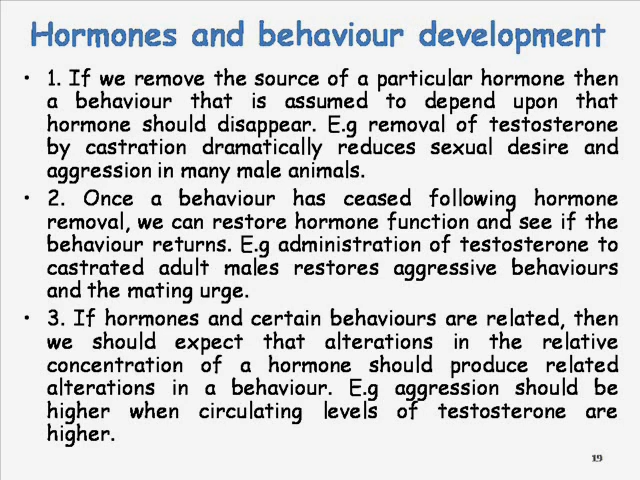 Hormones and behaviour development
• 1. If we remove the source of a particular hormone then
a behaviour that is assumed to depend upon that
hormone should disappear. E.g removal of testosterone
by castration dramatically reduces sexual desire and
aggression in many male animals.
• 2. Once a behaviour has ceased following hormone
removal, we can restore hormone function and see if the
behaviour returns. E.g administration of testosterone to
castrated adult males restores aggressive behaviours
and the mating urge.
• 3. If hormones and certain behaviours are related, then
we should expect that alterations in the relative
concentration of a hormone should produce related
alterations in a behaviour. E.g aggression should be
higher when circulating levels of testosterone are
higher.
19